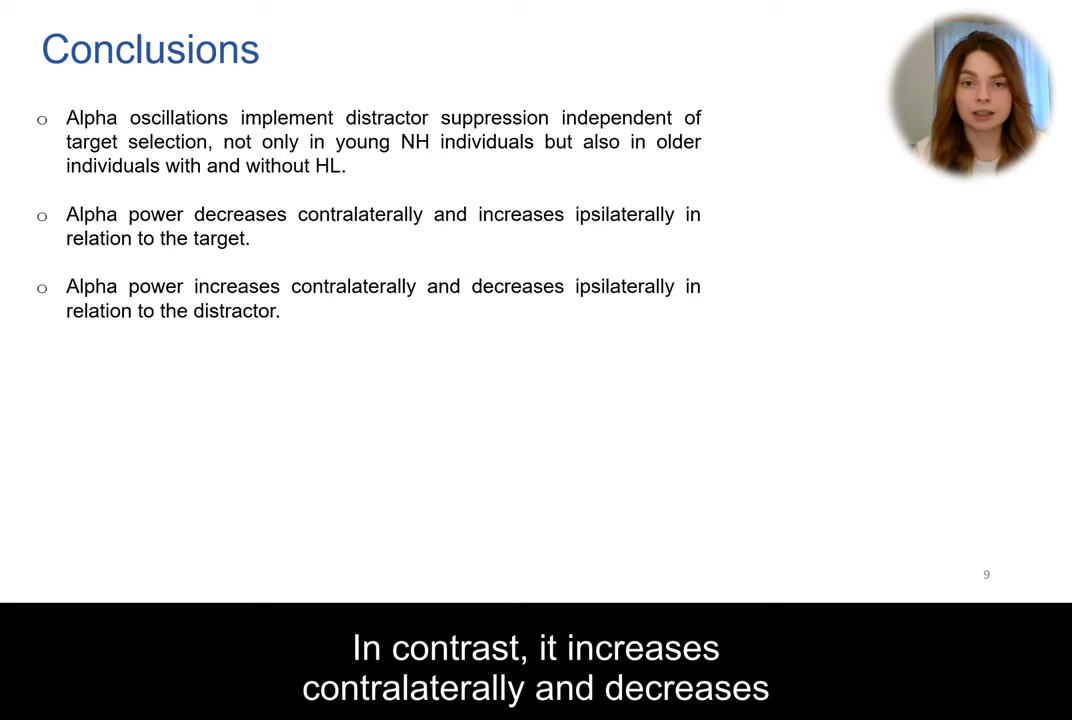 Conclusions
○ Alpha oscillations implement distractor suppression independent of
target selection, not only in young NH individuals but also in older
individuals with and without HL.
○ Alpha power decreases contralaterally and increases ipsilaterally in
relation to the target.
○ Alpha power increases contralaterally and decreases ipsilaterally in
relation to the distractor.
9
In contrast, it increases
contralaterally and decreases